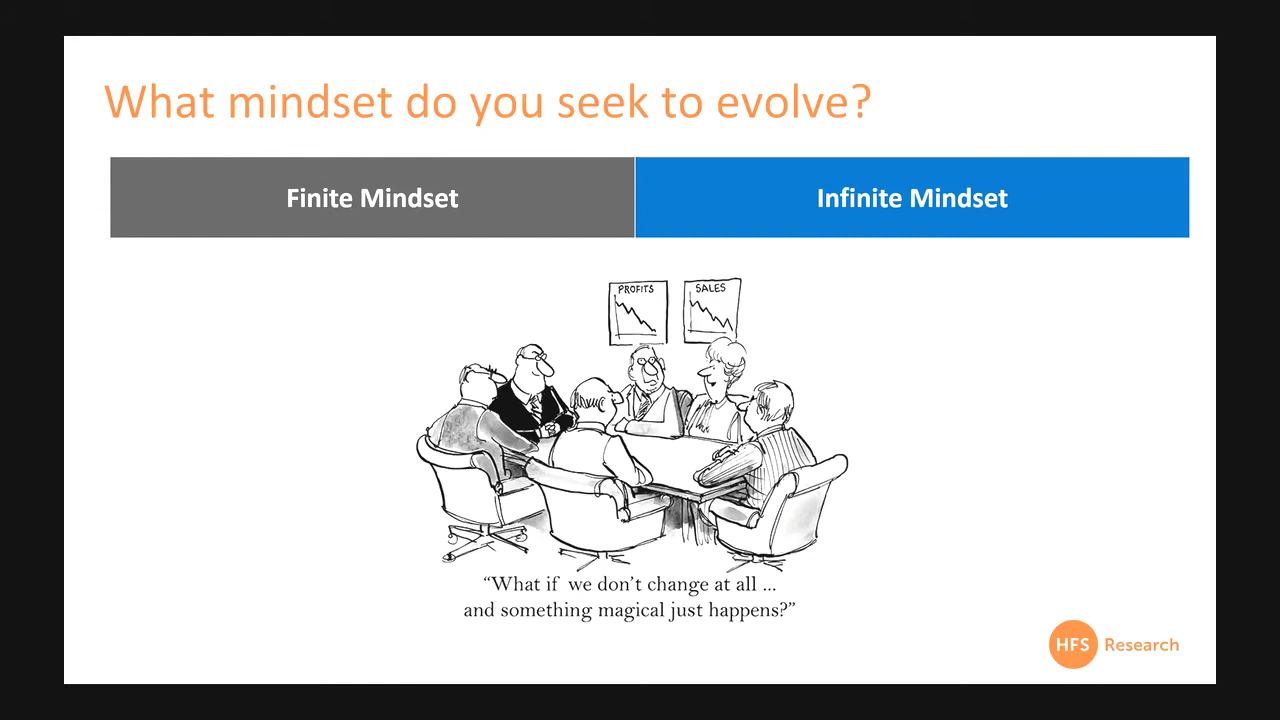 What mindset do you seek to evolve?
Finite Mindset
Infinite Mindset
PROFITS
SALES
“What if we don’t change at all ...
and something magical just happens?”
HFS Research